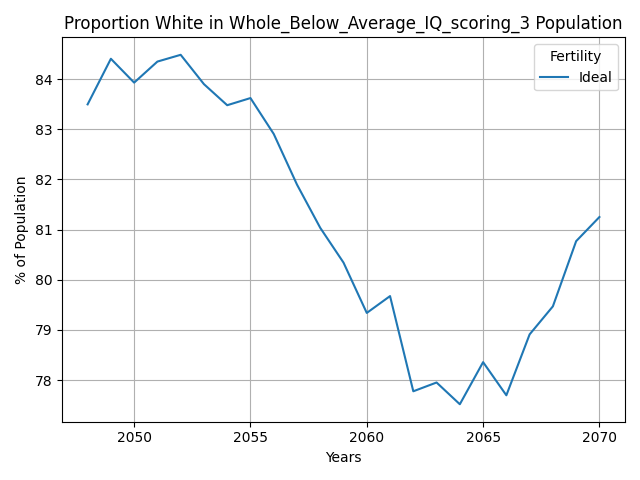 Proportion White in Whole_Below_Average_IQ_scoring_3 Population
Fertility
Ideal
84
83
82
81
80
79
78
% of Population
2050 2055 2060 2065 2070
Years